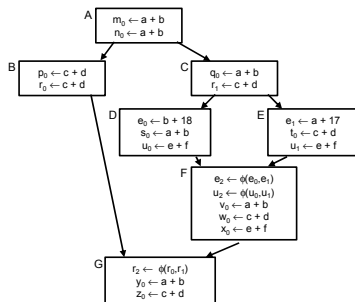 A
m₀ ← a + b
n₀ ← a + b
B
p₀ ← c + d
r₀ ← c + d
C
q₀ ← a + b
r₁ ← c + d
D
e₀ ← b + 18
s₀ ← a + b
u₀ ← e + f
E
e₁ ← a + 17
t₀ ← c + d
u₁ ← e + f
F
e₂ ← ϕ(e₀,e₁)
u₂ ← ϕ(u₀,u₁)
v₀ ← a + b
w₀ ← c + d
x₀ ← e + f
G
r₂ ← ϕ(r₀,r₁)
y₀ ← a + b
z₀ ← c + d